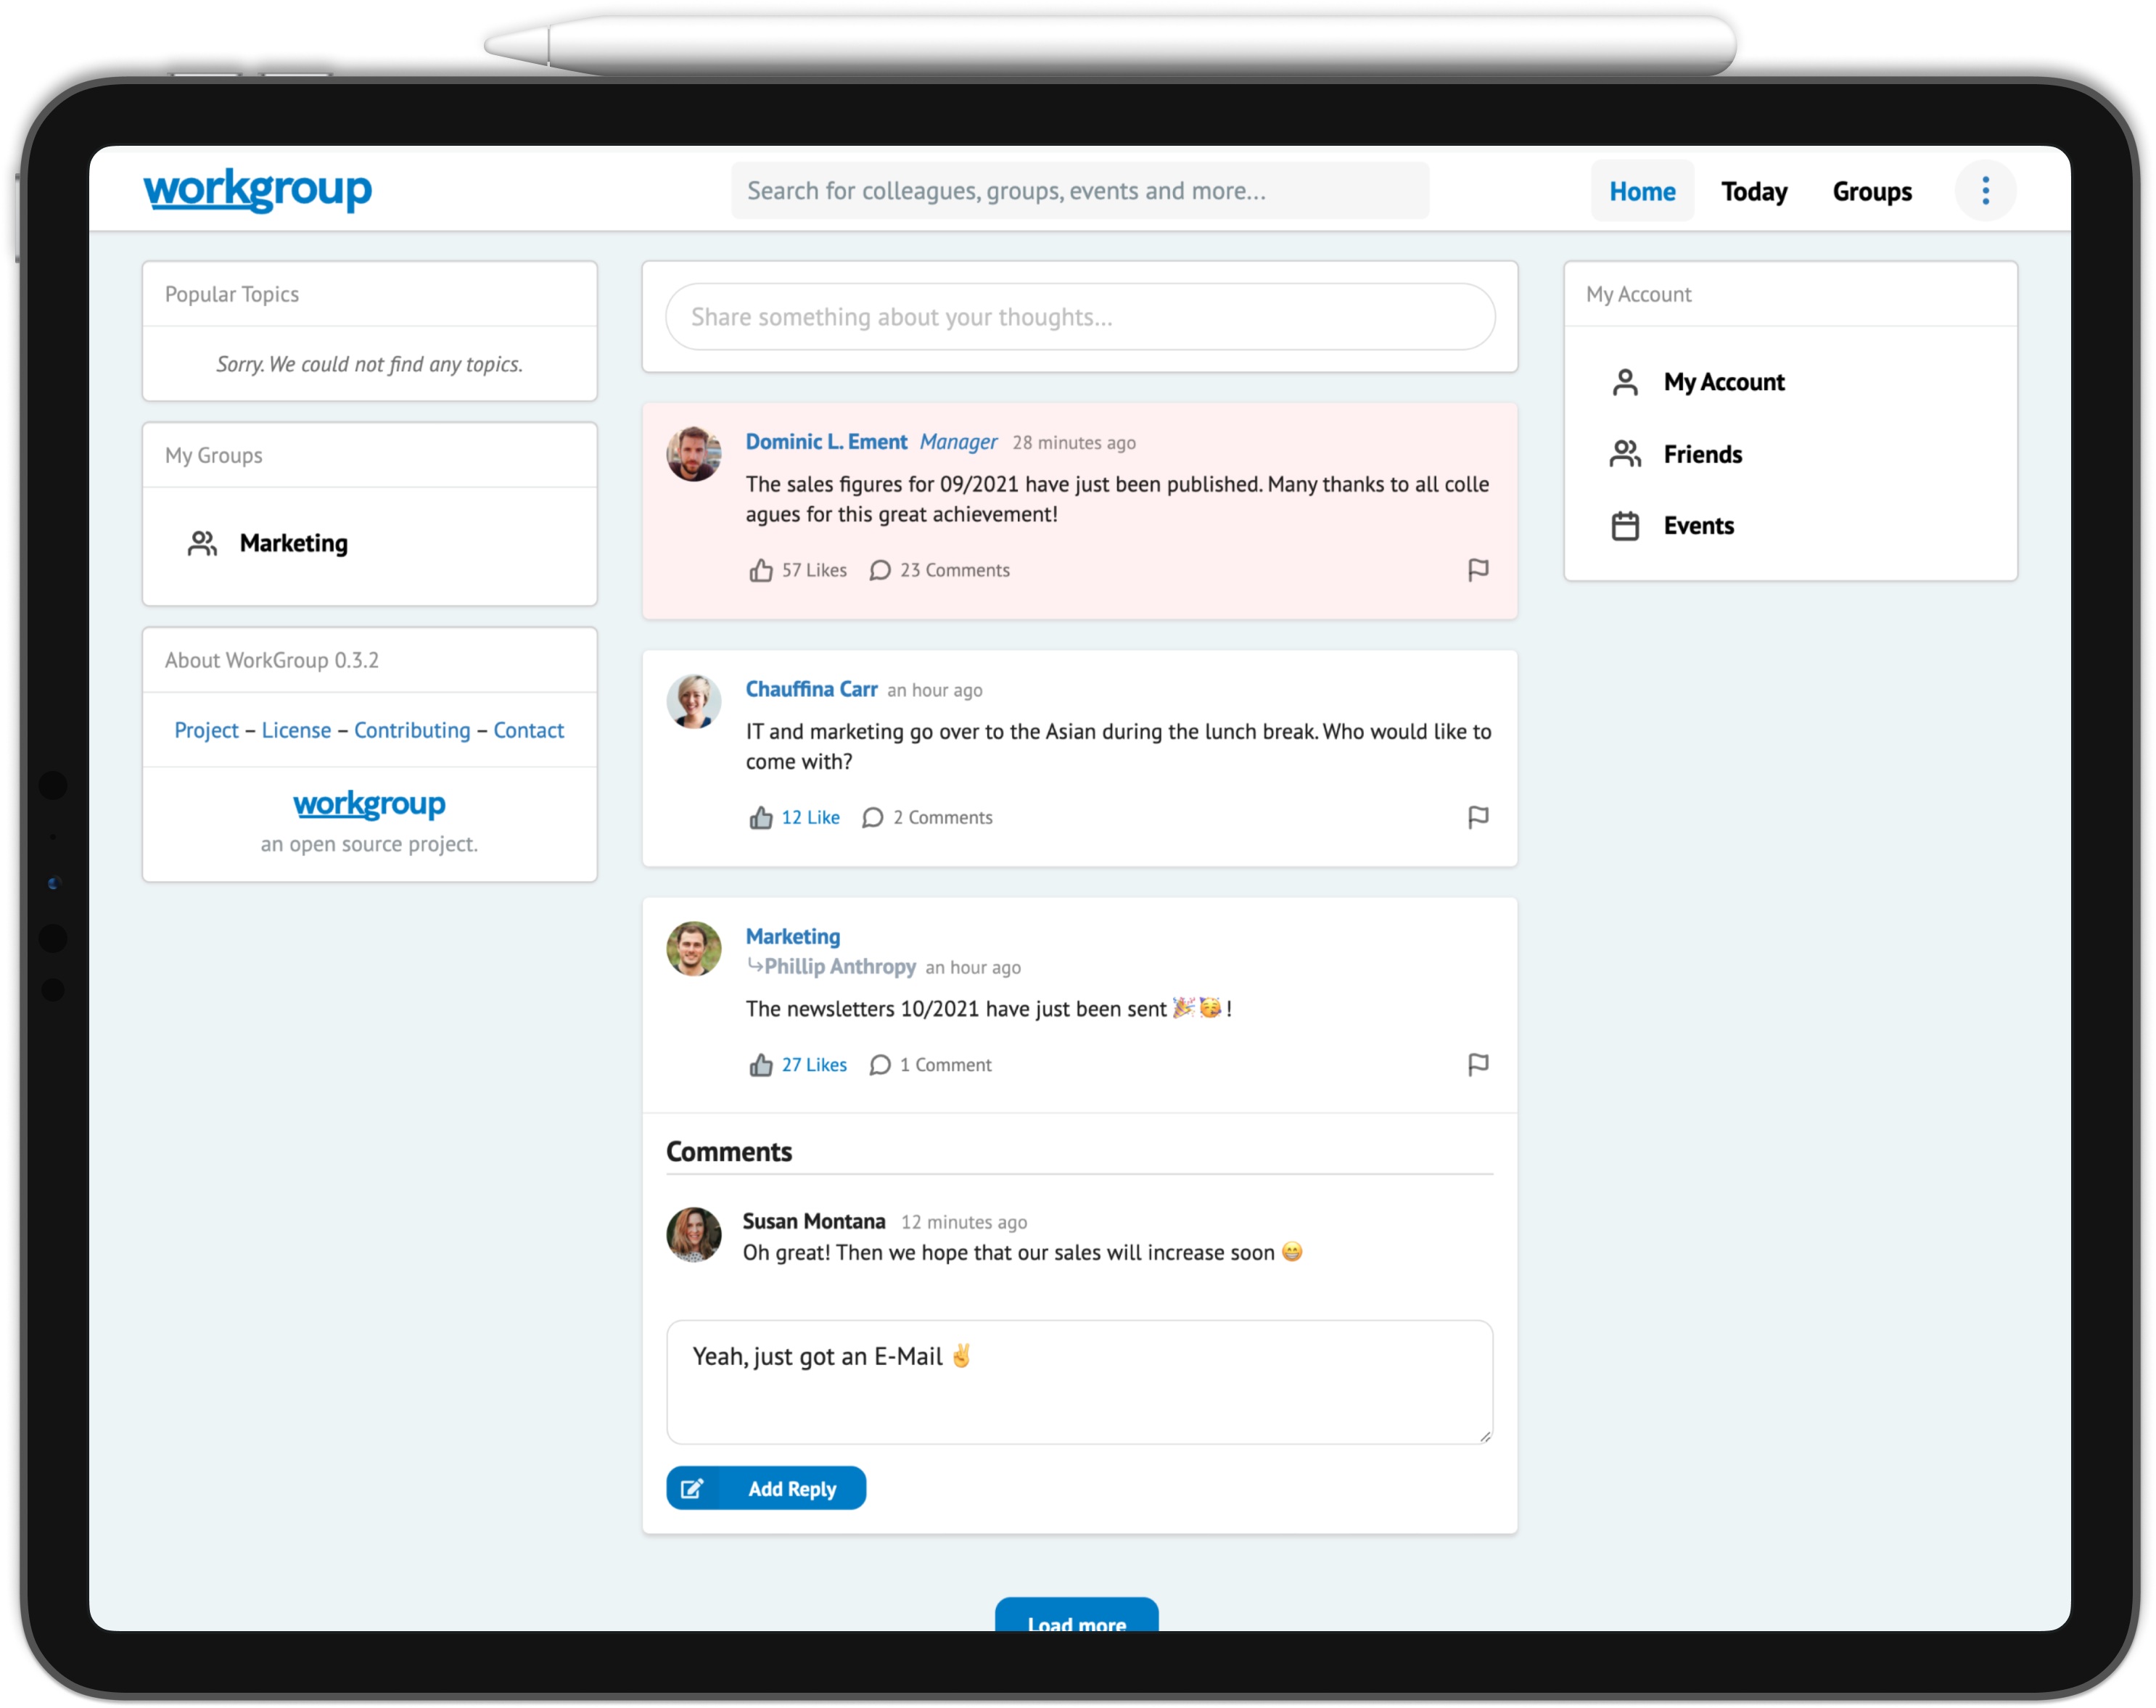 workgroup
Search for colleagues, groups, events and more...
Home
Today
Groups
Popular Topics
Sorry. We could not find any topics.
My Groups
Marketing
About WorkGroup 0.3.2
Project – License – Contributing – Contact
workgroup
an open source project.
Share something about your thoughts...
Dominic L. Ement Manager 28 minutes ago
The sales figures for 09/2021 have just been published. Many thanks to all colle
agues for this great achievement!
57 Likes 23 Comments
Chauffina Carr an hour ago
IT and marketing go over to the Asian during the lunch break. Who would like to
come with?
12 Like 2 Comments
Marketing
↪Phillip Anthropy an hour ago
The newsletters 10/2021 have just been sent 🎉🥳 !
27 Likes 1 Comment
Comments
Susan Montana 12 minutes ago
Oh great! Then we hope that our sales will increase soon 😁
Yeah, just got an E-Mail ✌️
Add Reply
Load more
My Account
My Account
Friends
Events